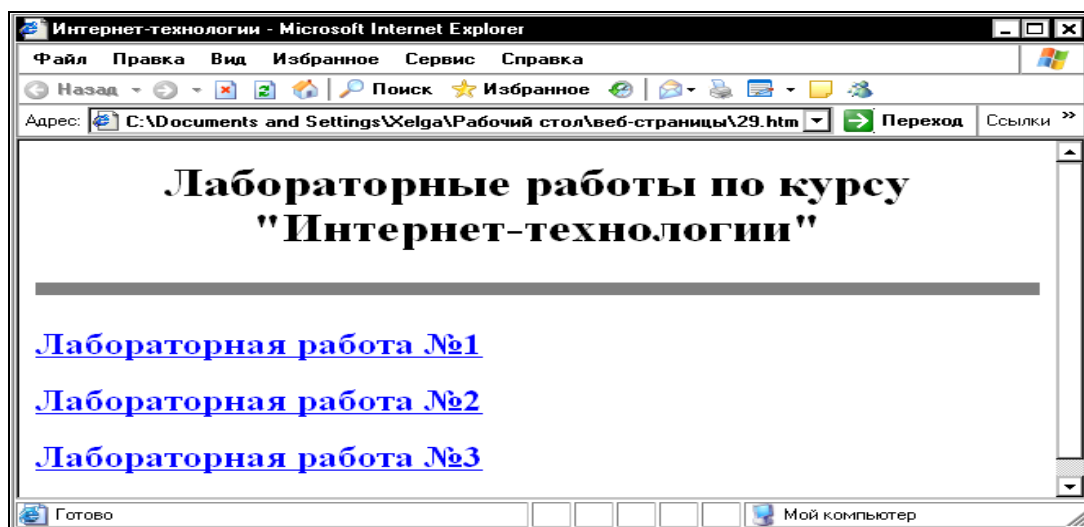 Интернет-технологии - Microsoft Internet Explorer
Файл Правка Вид Избранное Сервис Справка
Назад Поиск Избранное
Адрес: C:\Documents and Settings\Xelga\Рабочий стол\веб-страницы\29.htm Переход Ссылки »
Лабораторные работы по курсу
"Интернет-технологии"
Лабораторная работа №1
Лабораторная работа №2
Лабораторная работа №3
Готово Мой компьютер